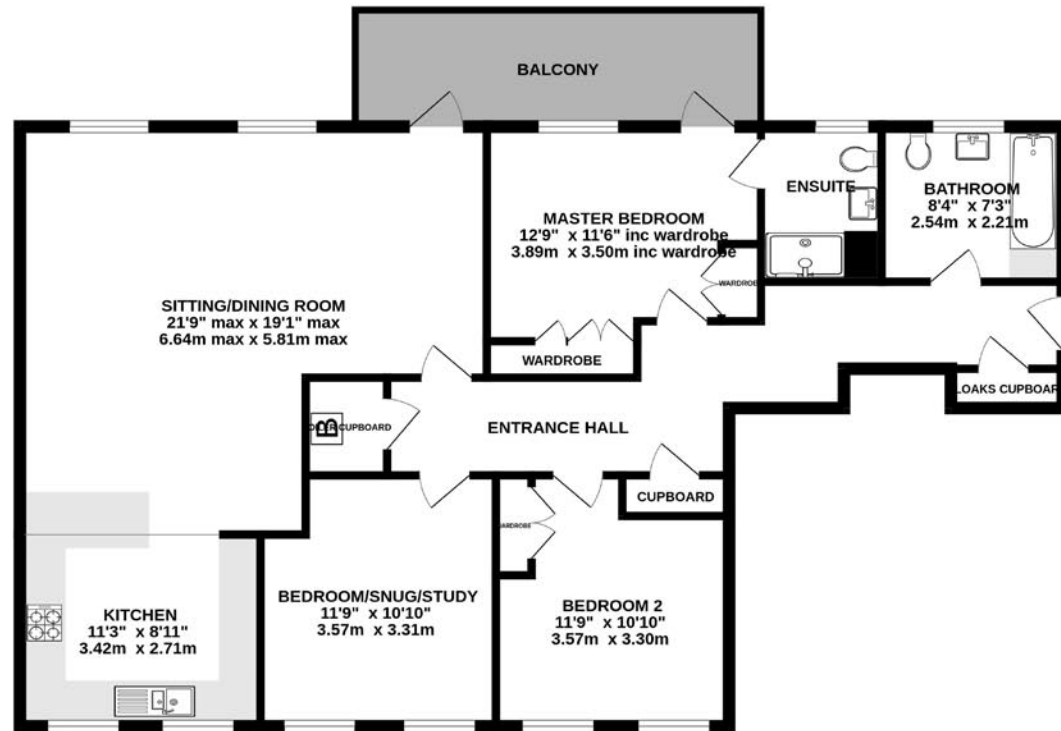 BALCONY
ENSUITE
BATHROOM
8'4" x 7'3"
2.54m x 2.21m
MASTER BEDROOM
12'9" x 11'6" inc wardrobe
3.89m x 3.50m inc wardrobe
WARDROBE
SITTING/DINING ROOM
21'9" max x 19'1" max
6.64m max x 5.81m max
WARDROBE
LOAKS CUPBOAR
B
CUPBOARD
ENTRANCE HALL
CUPBOARD
ARDROBE
BEDROOM/SNUG/STUDY
11'9" x 10'10"
3.57m x 3.31m
BEDROOM 2
11'9" x 10'10"
3.57m x 3.30m
KITCHEN
11'3" x 8'11"
3.42m x 2.71m